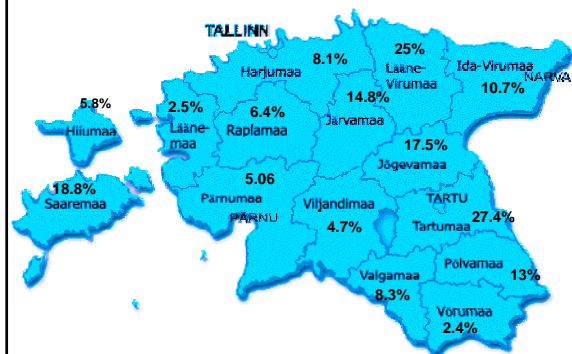 TALLINN
Harjumaa
8.1%
25%
Lääne-
Virumaa
Ida-Virumaa
NARVA
10.7%
5.8%
Hiiumaa
2.5%
Lääne-
maa
6.4%
Raplamaa
14.8%
Järvamaa
17.5%
Jõgevamaa
18.8%
Saaremaa
5.06
Pärnumaa
PÄRNU
Viljandimaa
4.7%
TARTU
Tartumaa
27.4%
Valgamaa
8.3%
Põlvamaa
13%
Võrumaa
2.4%